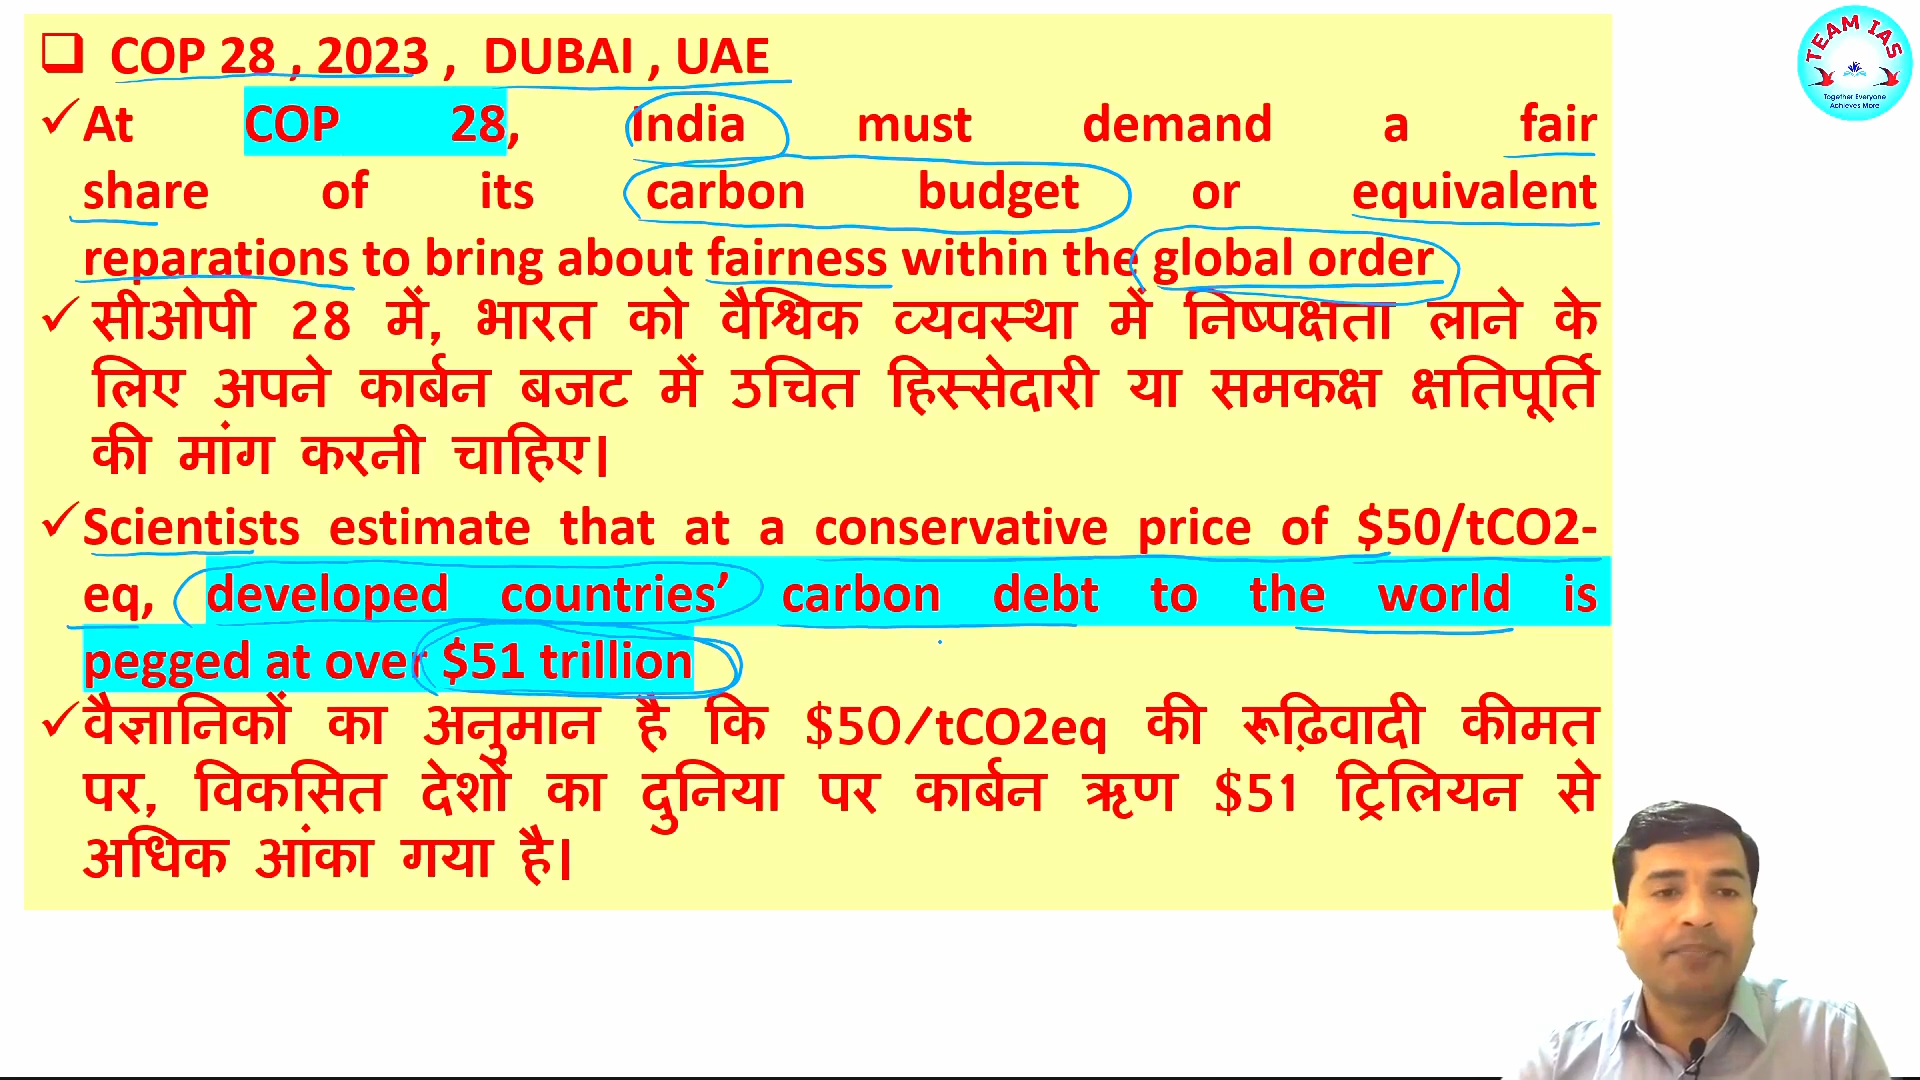 COP 28 , 2023 , DUBAI , UAE
At COP 28, India must demand a fair
share of its carbon budget or equivalent
reparations to bring about fairness within the global order
सीओपी 28 में, भारत को वैश्विक व्यवस्था में निष्पक्षता लाने के
लिए अपने कार्बन बजट में उचित हिस्सेदारी या समकक्ष क्षतिपूर्ति
की मांग करनी चाहिए।
Scientists estimate that at a conservative price of $50/tCO2-
eq, developed countries’ carbon debt to the world is
pegged at over $51 trillion
वैज्ञानिकों का अनुमान है कि $50/tCO2eq की रूढ़िवादी कीमत
पर, विकसित देशों का दुनिया पर कार्बन ऋण $51 ट्रिलियन से
अधिक आंका गया है।
TEAM IAS
Together Everyone
Achieves More